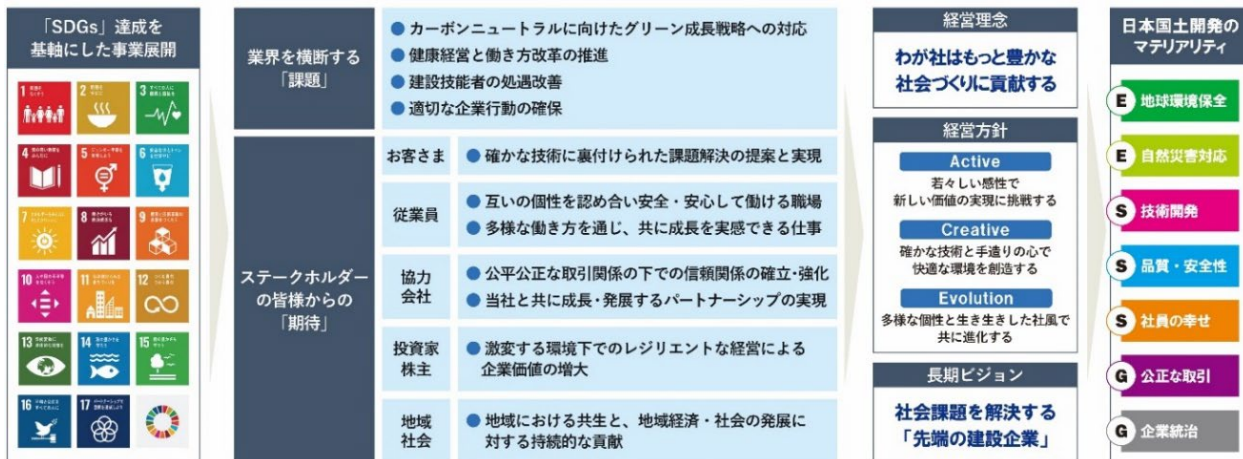 「SDGs」達成を
基軸にした事業展開
1
2
3
4
5
6
7
8
9
10
11
12
13
14
15
16
17
業界を横断する
「課題」
● カーボンニュートラルに向けたグリーン成長戦略への対応
● 健康経営と働き方改革の推進
● 建設技能者の処遇改善
● 適切な企業行動の確保
ステークホルダー
の皆様からの
「期待」
お客さま
● 確かな技術に裏付けられた課題解決の提案と実現
従業員
● 互いの個性を認め合い安全・安心して働ける職場
● 多様な働き方を通じ、共に成長を実感できる仕事
協力
会社
● 公平公正な取引関係の下での信頼関係の確立・強化
● 当社と共に成長・発展するパートナーシップの実現
投資家
株主
● 激変する環境下でのレジリエントな経営による
企業価値の増大
地域
社会
● 地域における共生と、地域経済・社会の発展に
対する持続的な貢献
経営理念
わが社はもっと豊かな
社会づくりに貢献する
経営方針
Active
若々しい感性で
新しい価値の実現に挑戦する
Creative
確かな技術と手造りの心で
快適な環境を創造する
Evolution
多様な個性と生き生きした社風で
共に進化する
長期ビジョン
社会課題を解決する
「先端の建設企業」
日本国土開発の
マテリアリティ
E 地球環境保全
E 自然災害対応
S 技術開発
S 品質・安全性
S 社員の幸せ
G 公正な取引
G 企業統治